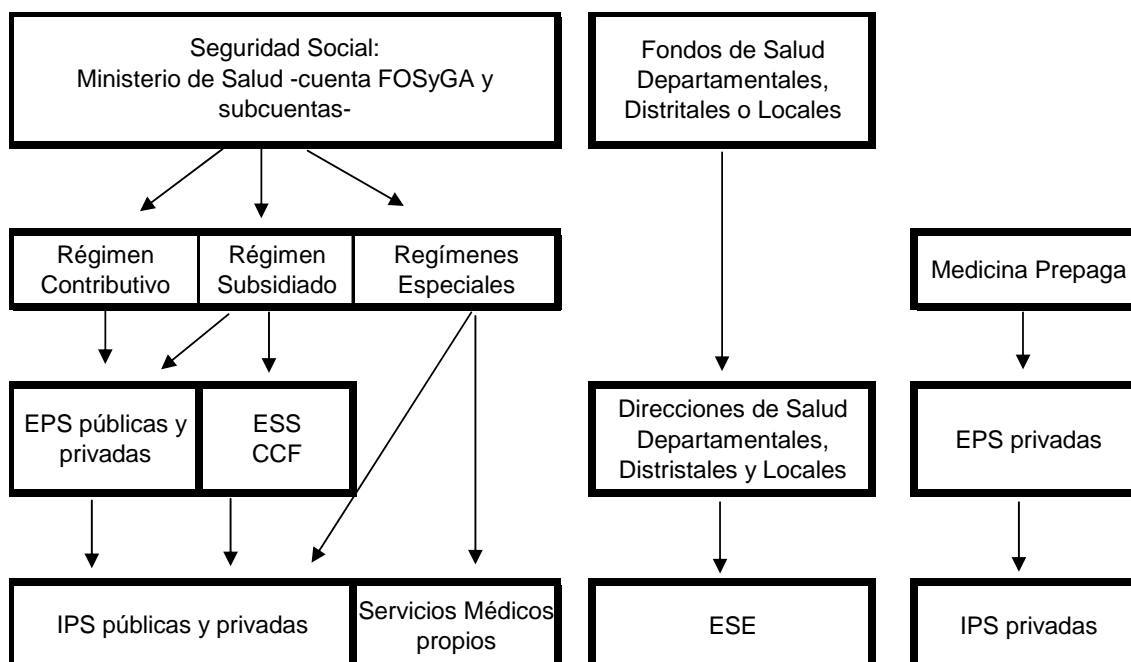 Seguridad Social:
Ministerio de Salud -cuenta FOSyGA y
subcuentas-
Fondos de Salud
Departamentales,
Distritales o Locales
Régimen
Contributivo
Régimen
Subsidiado
Regímenes
Especiales
Medicina Prepaga
EPS públicas y
privadas
ESS
CCF
Direcciones de Salud
Departamentales,
Distristales y Locales
EPS privadas
IPS públicas y privadas
Servicios Médicos
propios
ESE
IPS privadas